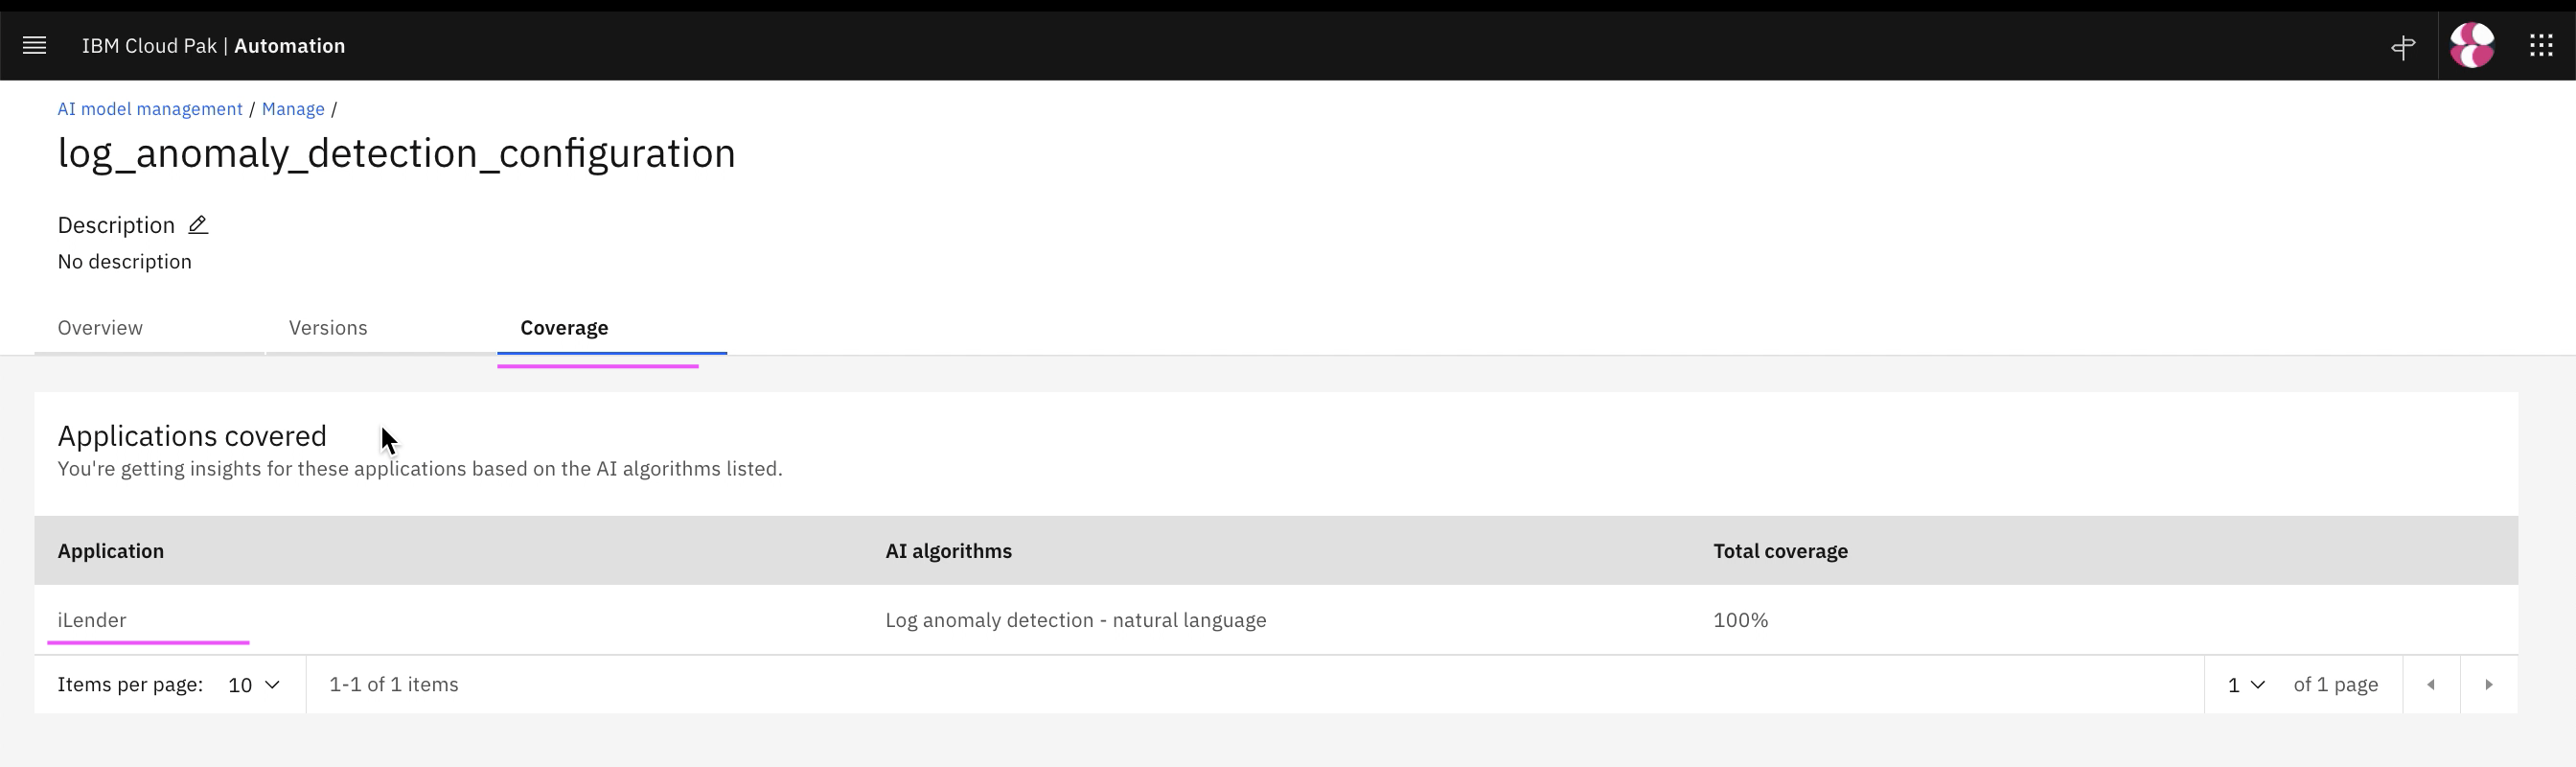 IBM Cloud Pak | Automation
AI model management / Manage /
log_anomaly_detection_configuration
Description
No description
Overview Versions Coverage
Applications covered
You're getting insights for these applications based on the AI algorithms listed.
Application AI algorithms Total coverage
iLender Log anomaly detection - natural language 100%
Items per page: 10 1-1 of 1 items 1 of 1 page